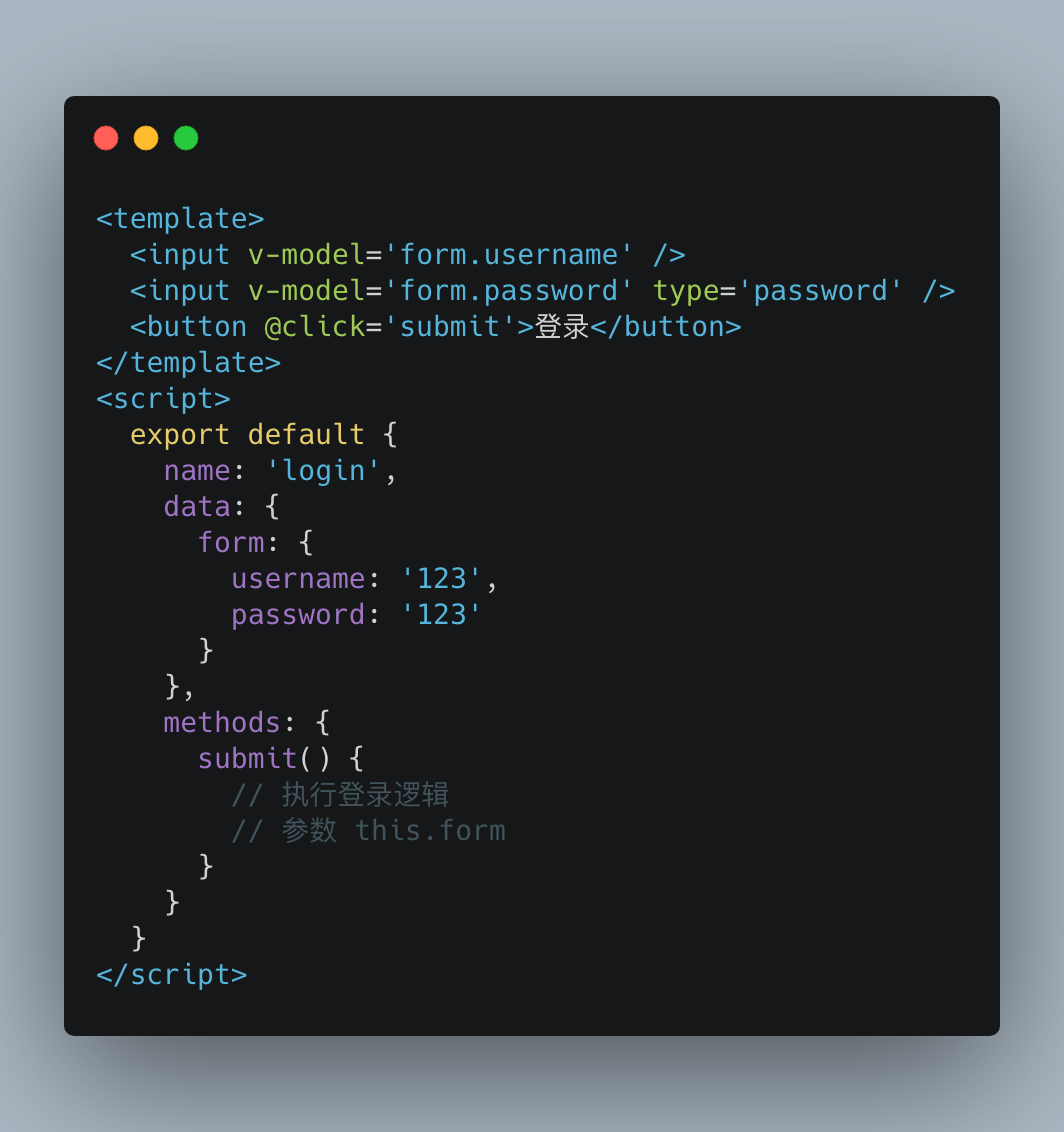 <template>
  <input v-model='form.username' />
  <input v-model='form.password' type='password' />
  <button @click='submit'>登录</button>
</template>
<script>
  export default {
    name: 'login',
    data: {
      form: {
        username: '123',
        password: '123'
      }
    },
    methods: {
      submit() {
        // 执行登录逻辑
        // 参数 this.form
      }
    }
  }
</script>